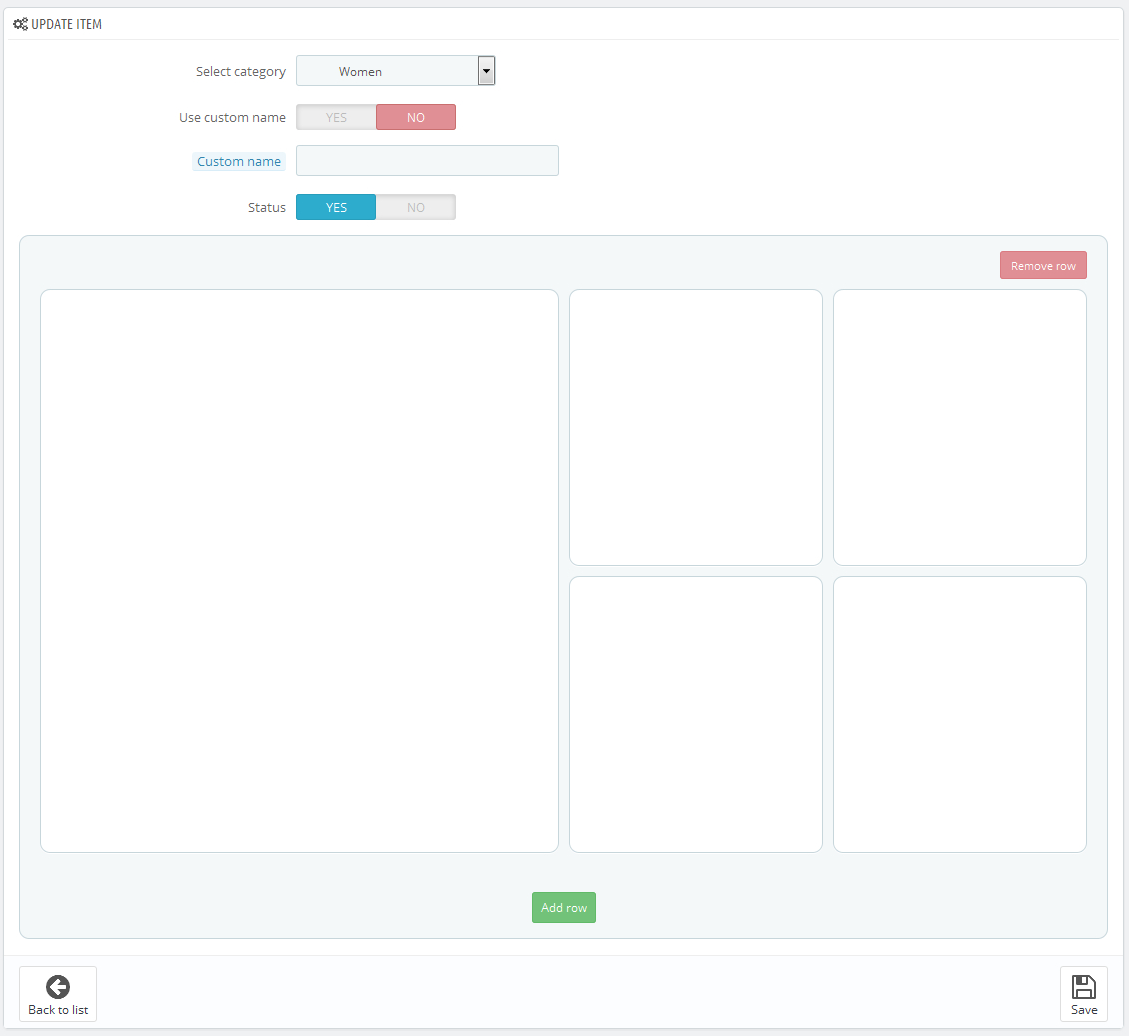 UPDATE ITEM
Select category Women
Use custom name YES NO
Custom name
Status YES NO
Remove row
Add row
Back to list Save